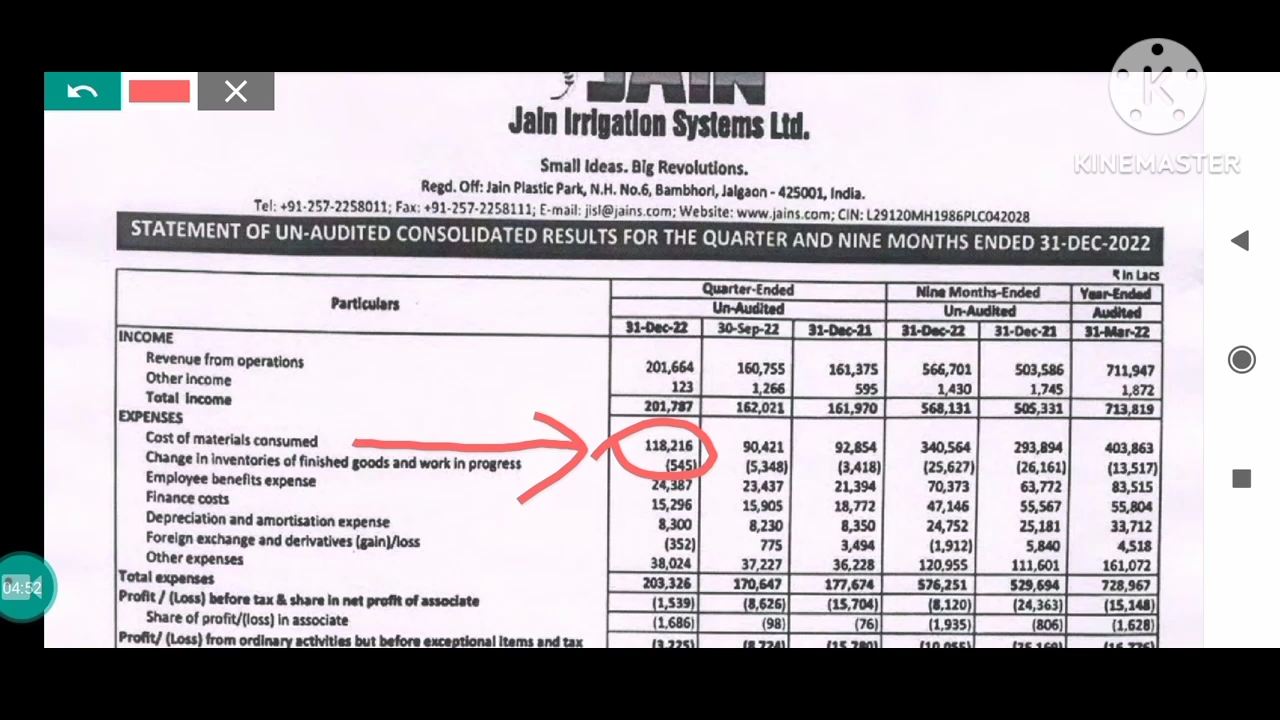 JAIN
Jain Irrigation Systems Ltd.
K
KINEMASTER
Small Ideas. Big Revolutions.
Regd. Off: Jain Plastic Park, N.H. No.6, Bambhori, Jalgaon - 425001, India.
Tel: +91-257-2258011; Fax: +91-257-2258111; E-mail: jisl@jains.com; Website: www.jains.com; CIN: L29120MH1986PLC042028
STATEMENT OF UN-AUDITED CONSOLIDATED RESULTS FOR THE QUARTER AND NINE MONTHS ENDED 31-DEC-2022
₹ in Lacs
Particulars Quarter-Ended Nine Months-Ended Year-Ended
Un-Audited Un-Audited Audited
31-Dec-22 30-Sep-22 31-Dec-21 31-Dec-22 31-Dec-21 31-Mar-22
INCOME
Revenue from operations 201,664 160,755 161,375 566,701 503,586 711,947
Other income 123 1,266 595 1,430 1,745 1,872
Total income 201,787 162,021 161,970 568,131 505,331 713,819
EXPENSES
Cost of materials consumed 118,216 90,421 92,854 340,564 293,894 403,863
Change in inventories of finished goods and work in progress (545) (5,348) (3,418) (25,627) (26,161) (13,517)
Employee benefits expense 24,387 23,437 21,394 70,373 63,772 83,515
Finance costs 15,296 15,905 18,772 47,146 55,567 55,804
Depreciation and amortisation expense 8,300 8,230 8,350 24,752 25,181 33,712
Foreign exchange and derivatives (gain)/loss (352) 775 3,494 (1,912) 5,840 4,518
Other expenses 38,024 37,227 36,228 120,955 111,601 161,072
Total expenses 203,326 170,647 177,674 576,251 529,694 728,967
Profit / (Loss) before tax & share in net profit of associate (1,539) (8,626) (15,704) (8,120) (24,363) (15,148)
Share of profit/(loss) in associate (1,686) (98) (76) (1,935) (806) (1,628)
Profit/ (Loss) from ordinary activities but before exceptional items and tax (3,225) (8,724) (15,780) (10,055) (25,169) (16,776)
04:52